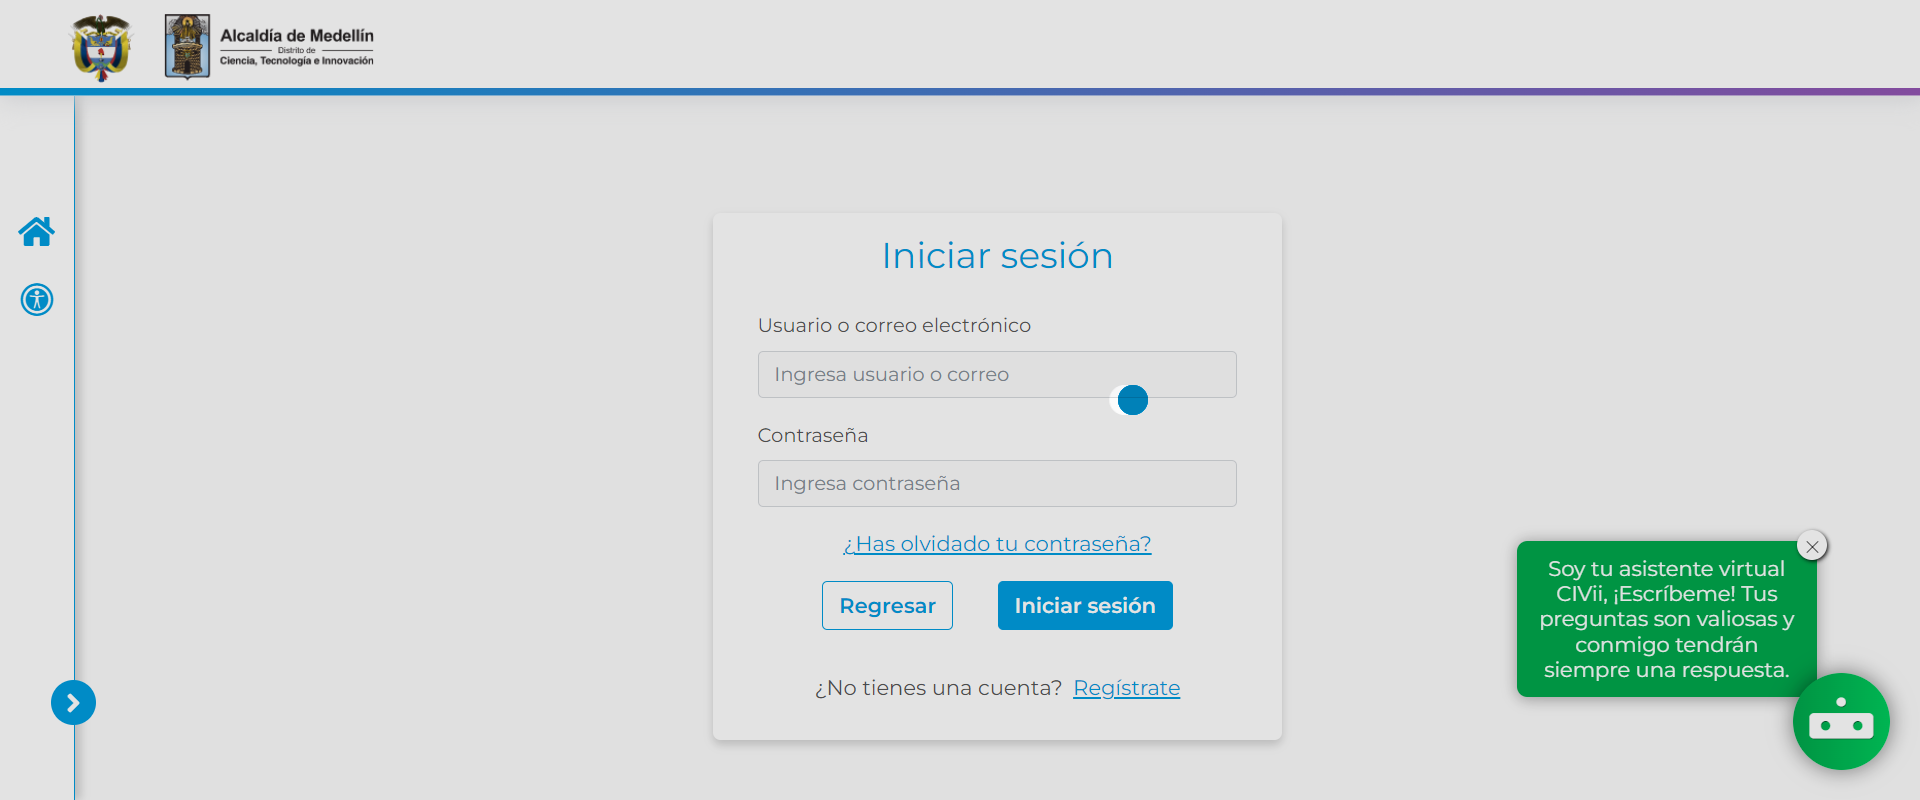 Alcaldía de Medellín
Distrito de
Ciencia, Tecnología e Innovación
Iniciar sesión
Usuario o correo electrónico
Ingresa usuario o correo
Contraseña
Ingresa contraseña
¿Has olvidado tu contraseña?
Regresar
Iniciar sesión
¿No tienes una cuenta? Regístrate
Soy tu asistente virtual
CIVii, ¡Escríbeme! Tus
preguntas son valiosas y
conmigo tendrán
siempre una respuesta.